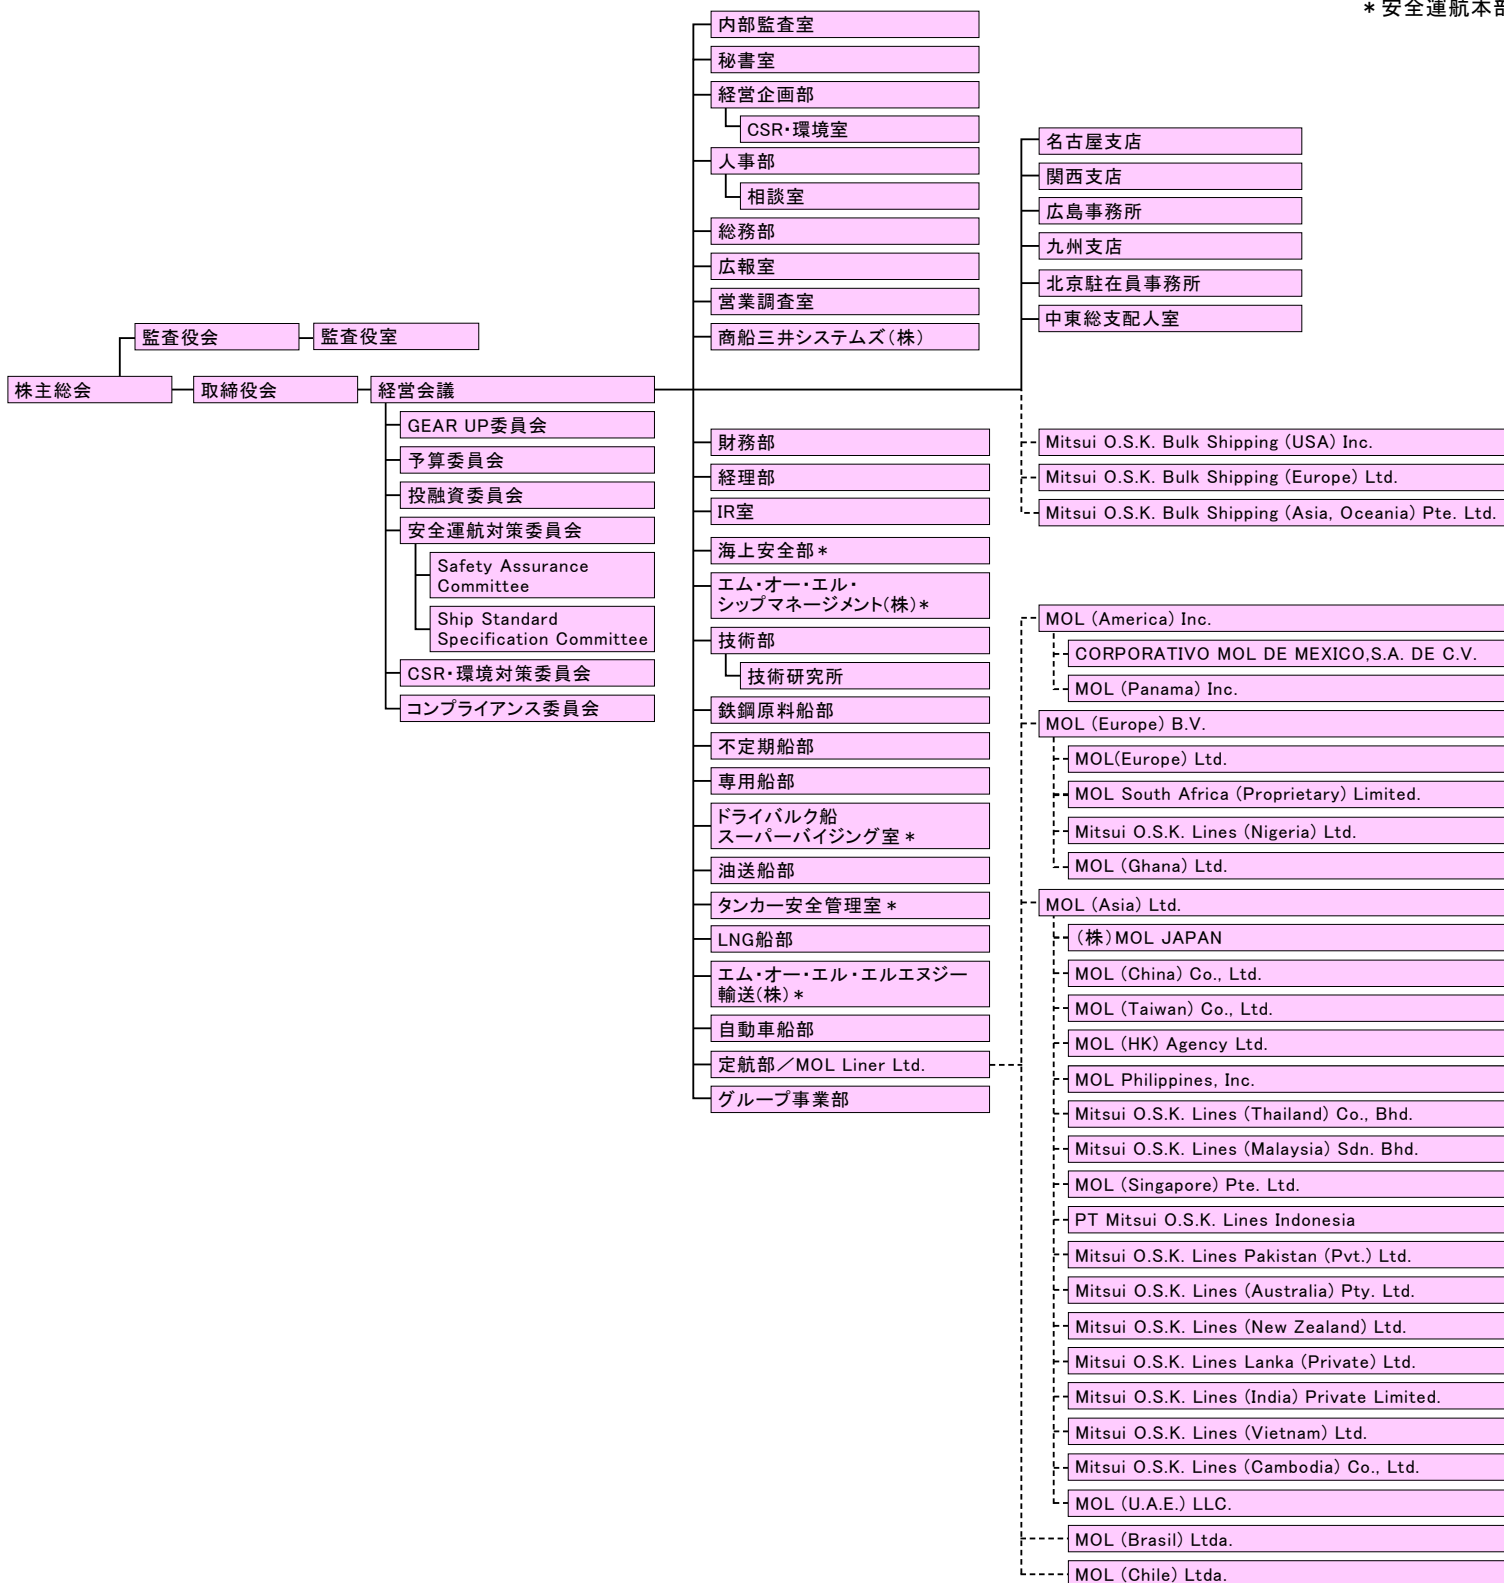 *安全運航本部
内部監査室
秘書室
経営企画部
CSR・環境室
人事部
相談室
総務部
広報室
営業調査室
商船三井システムズ(株)
名古屋支店
関西支店
広島事務所
九州支店
北京駐在員事務所
中東総支配人室
監査役会
監査役室
株主総会
取締役会
経営会議
GEAR UP委員会
予算委員会
投融資委員会
安全運航対策委員会
Safety Assurance
Committee
Ship Standard
Specification Committee
CSR・環境対策委員会
コンプライアンス委員会
財務部
経理部
IR室
海上安全部*
エム・オー・エル・
シップマネージメント(株)*
技術部
技術研究所
鉄鋼原料船部
不定期船部
専用船部
ドライバルク船
スーパーバイジング室*
油送船部
タンカー安全管理室*
LNG船部
エム・オー・エル・エルエヌジー
輸送(株)*
自動車船部
定航部/MOL Liner Ltd.
グループ事業部
Mitsui O.S.K. Bulk Shipping (USA) Inc.
Mitsui O.S.K. Bulk Shipping (Europe) Ltd.
Mitsui O.S.K. Bulk Shipping (Asia, Oceania) Pte. Ltd.
MOL (America) Inc.
CORPORATIVO MOL DE MEXICO,S.A. DE C.V.
MOL (Panama) Inc.
MOL (Europe) B.V.
MOL(Europe) Ltd.
MOL South Africa (Proprietary) Limited.
Mitsui O.S.K. Lines (Nigeria) Ltd.
MOL (Ghana) Ltd.
MOL (Asia) Ltd.
(株)MOL JAPAN
MOL (China) Co., Ltd.
MOL (Taiwan) Co., Ltd.
MOL (HK) Agency Ltd.
MOL Philippines, Inc.
Mitsui O.S.K. Lines (Thailand) Co., Bhd.
Mitsui O.S.K. Lines (Malaysia) Sdn. Bhd.
MOL (Singapore) Pte. Ltd.
PT Mitsui O.S.K. Lines Indonesia
Mitsui O.S.K. Lines Pakistan (Pvt.) Ltd.
Mitsui O.S.K. Lines (Australia) Pty. Ltd.
Mitsui O.S.K. Lines (New Zealand) Ltd.
Mitsui O.S.K. Lines Lanka (Private) Ltd.
Mitsui O.S.K. Lines (India) Private Limited.
Mitsui O.S.K. Lines (Vietnam) Ltd.
Mitsui O.S.K. Lines (Cambodia) Co., Ltd.
MOL (U.A.E.) LLC.
MOL (Brasil) Ltda.
MOL (Chile) Ltda.